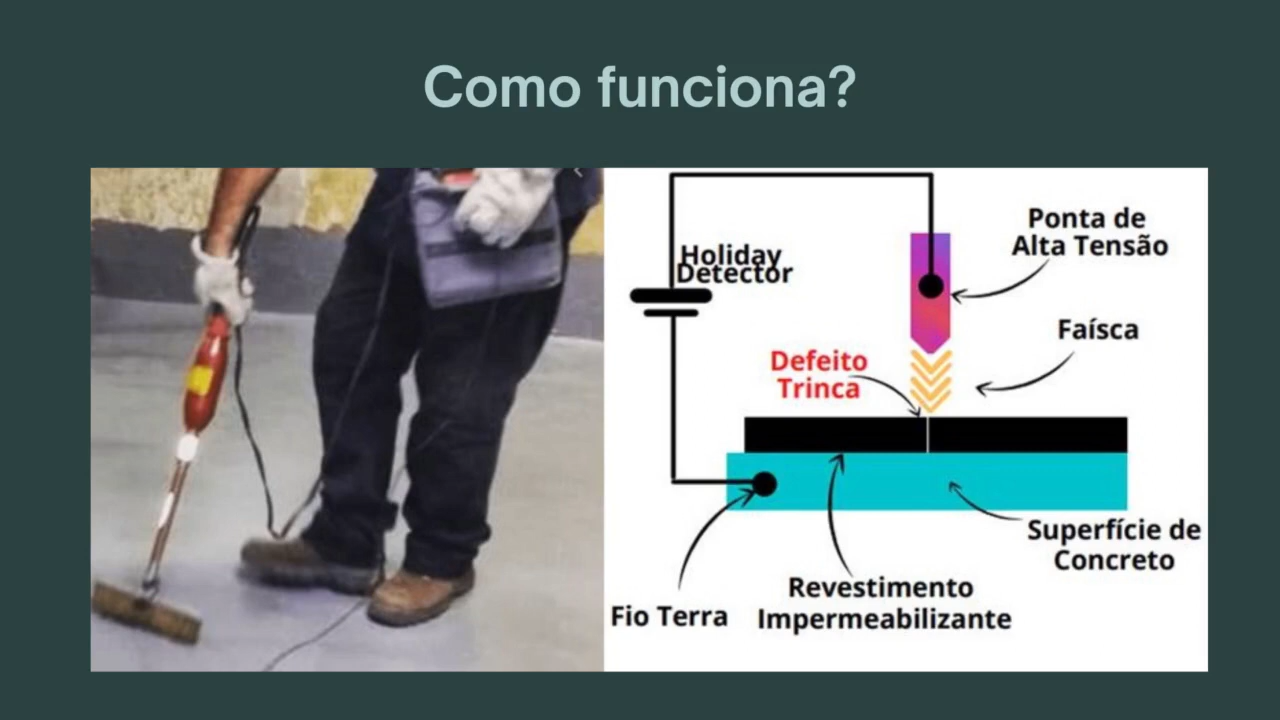 Como funciona?
Holiday
Detector
Ponta de
Alta Tensão
Faísca
Defeito
Trinca
Superfície de
Concreto
Revestimento
Impermeabilizante
Fio Terra